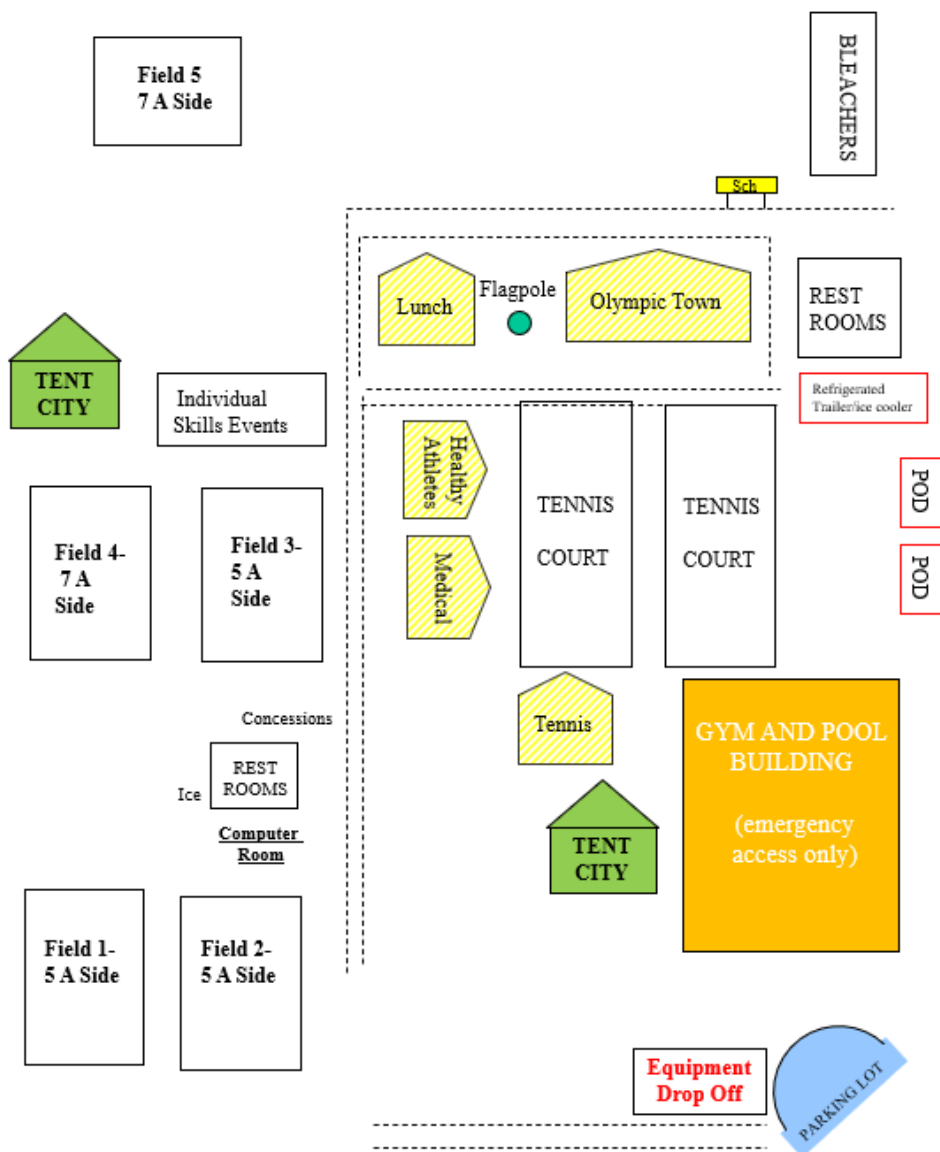 Field 5
7 A Side
BLEACHERS
Sch
Lunch
Flagpole
Olympic Town
REST
ROOMS
TENT
CITY
Individual
Skills Events
Refrigerated
Trailer/ice cooler
Healthy
Athletes
TENNIS
COURT
TENNIS
COURT
POD
POD
Field 4-
7 A
Side
Field 3-
5 A
Side
Medical
Concessions
REST
ROOMS
Ice
Computer
Room
Tennis
GYM AND POOL
BUILDING
(emergency
access only)
TENT
CITY
Field 1-
5 A Side
Field 2-
5 A Side
Equipment
Drop Off
PARKING LOT